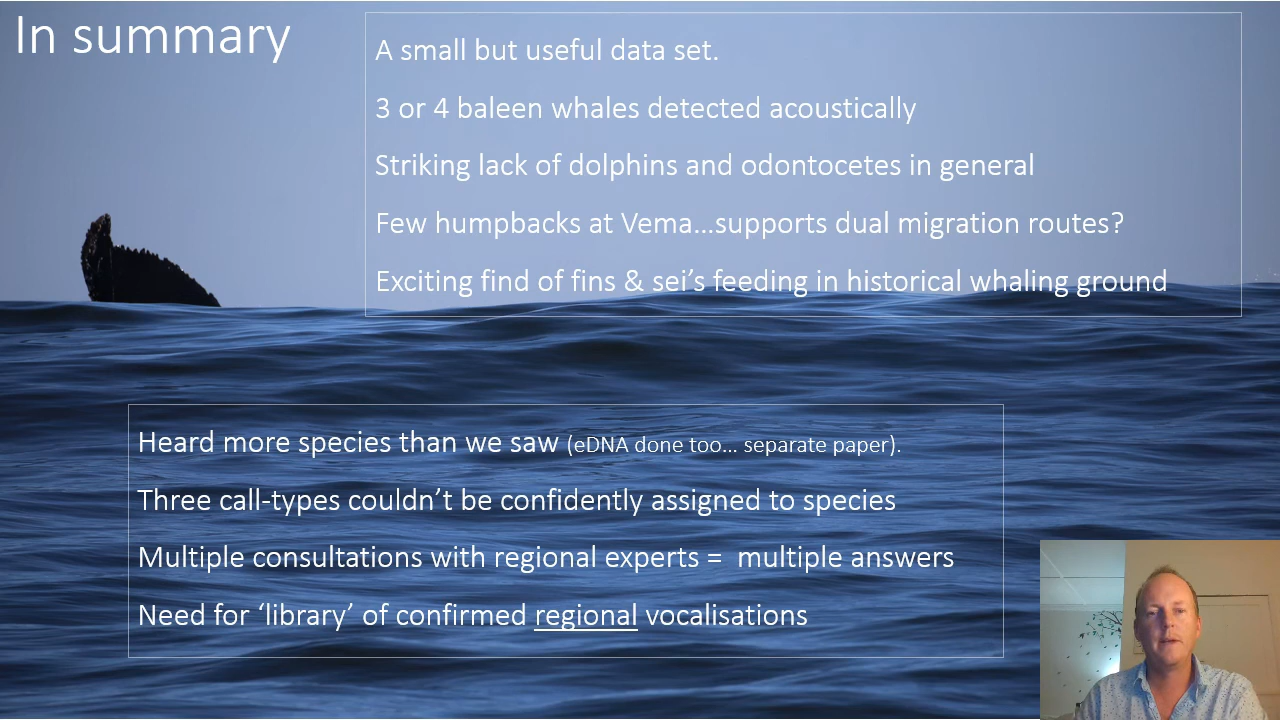 In summary
A small but useful data set.
3 or 4 baleen whales detected acoustically
Striking lack of dolphins and odontocetes in general
Few humpbacks at Vema...supports dual migration routes?
Exciting find of fins & sei’s feeding in historical whaling ground
Heard more species than we saw (eDNA done too... separate paper).
Three call-types couldn’t be confidently assigned to species
Multiple consultations with regional experts =  multiple answers
Need for ‘library’ of confirmed regional vocalisations